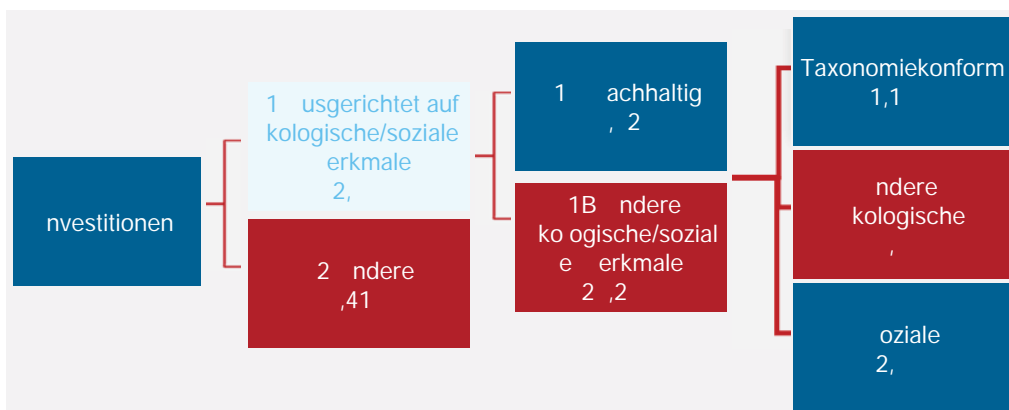 nvestitionen
1 usgerichtet auf
kologische/soziale
erkmale
2,
2 ndere
,41
1 achhaltig
, 2
1B ndere
ko ogische/sozial
e erkmale
2 ,2
Taxonomiekonform
1,1
ndere
kologische
,
oziale
2,